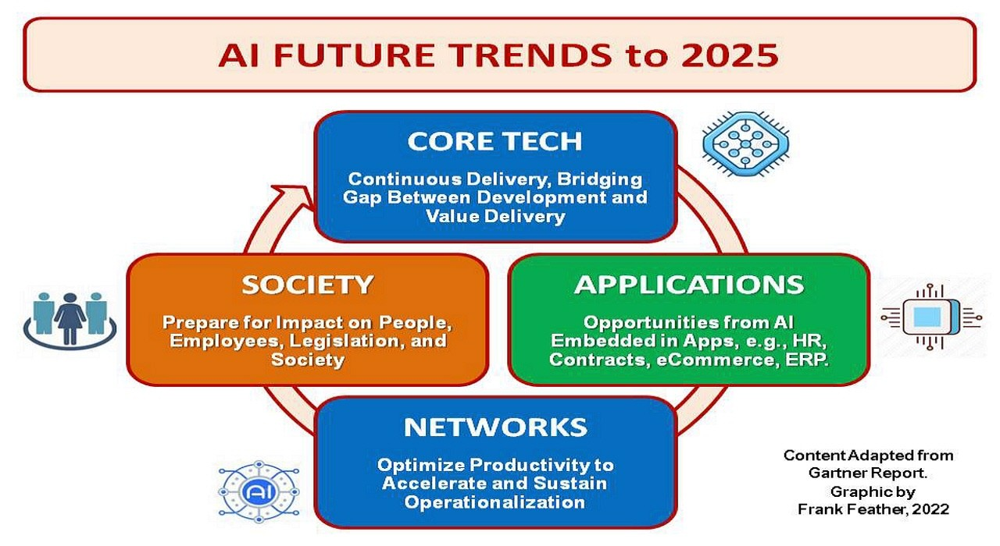 AI FUTURE TRENDS to 2025
CORE TECH
Continuous Delivery, Bridging
Gap Between Development and
Value Delivery
SOCIETY
Prepare for Impact on People,
Employees, Legislation, and
Society
APPLICATIONS
Opportunities from AI
Embedded in Apps, e.g., HR,
Contracts, eCommerce, ERP.
NETWORKS
Optimize Productivity to
Accelerate and Sustain
Operationalization
AI
Content Adapted from
Gartner Report.
Graphic by
Frank Feather, 2022